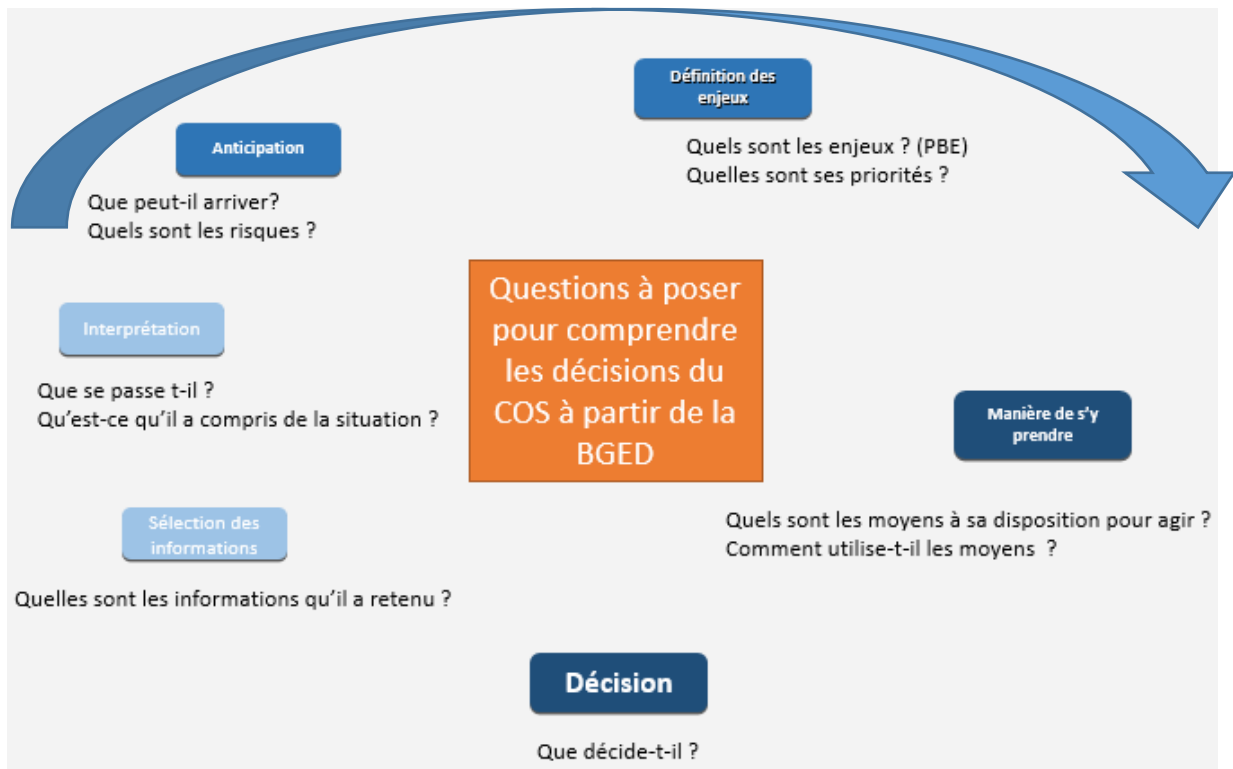 Définition des
enjeux
Quels sont les enjeux ? (PBE)
Quelles sont ses priorités ?
Anticipation
Que peut-il arriver?
Quels sont les risques ?
Questions à poser
pour comprendre
les décisions du
COS à partir de la
BGED
Interprétation
Que se passe t-il ?
Qu'est-ce qu'il a compris de la situation ?
Manière de s'y
prendre
Quels sont les moyens à sa disposition pour agir ?
Comment utilise-t-il les moyens ?
Sélection des
informations
Quelles sont les informations qu'il a retenu ?
Décision
Que décide-t-il ?